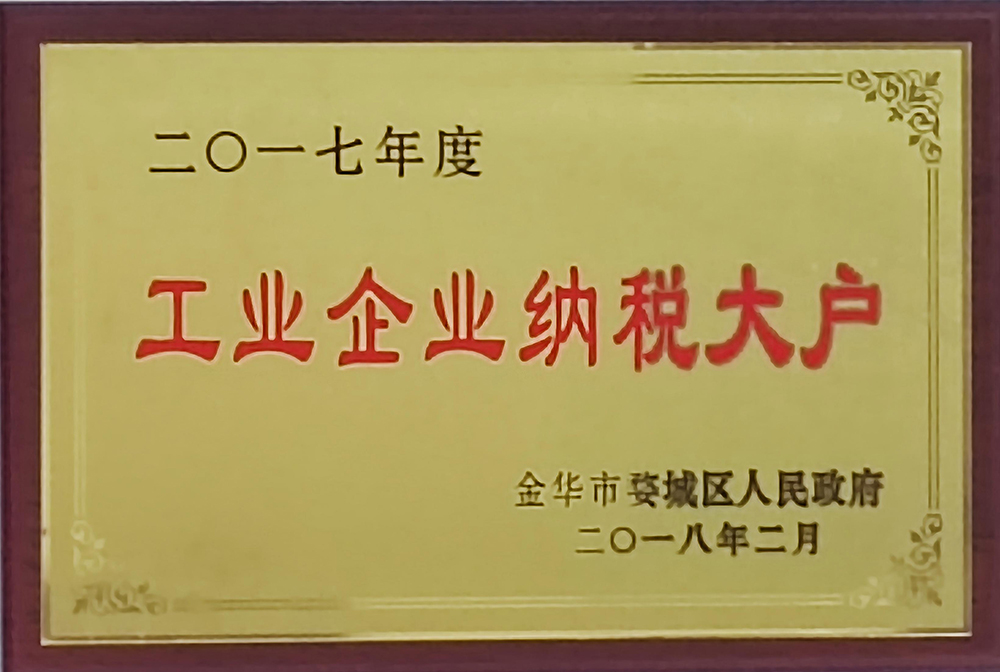 二〇一七年度
工业企业纳税大户
金华市婺城区人民政府
二〇一八年二月